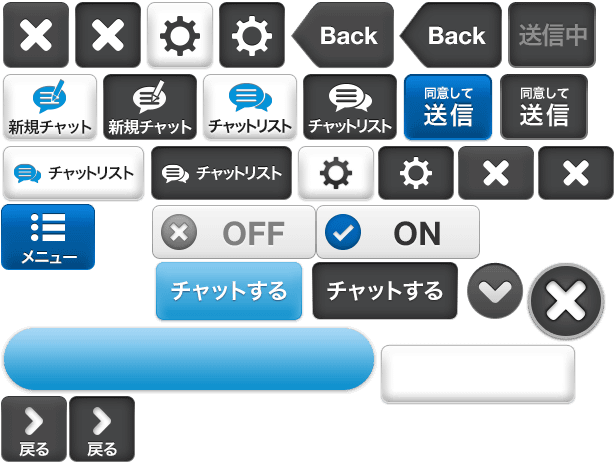 Back
Back
送信中
新規チャット
新規チャット
チャットリスト
チャットリスト
同意して
送信
同意して
送信
チャットリスト
チャットリスト
メニュー
OFF
ON
チャットする
チャットする
戻る
戻る